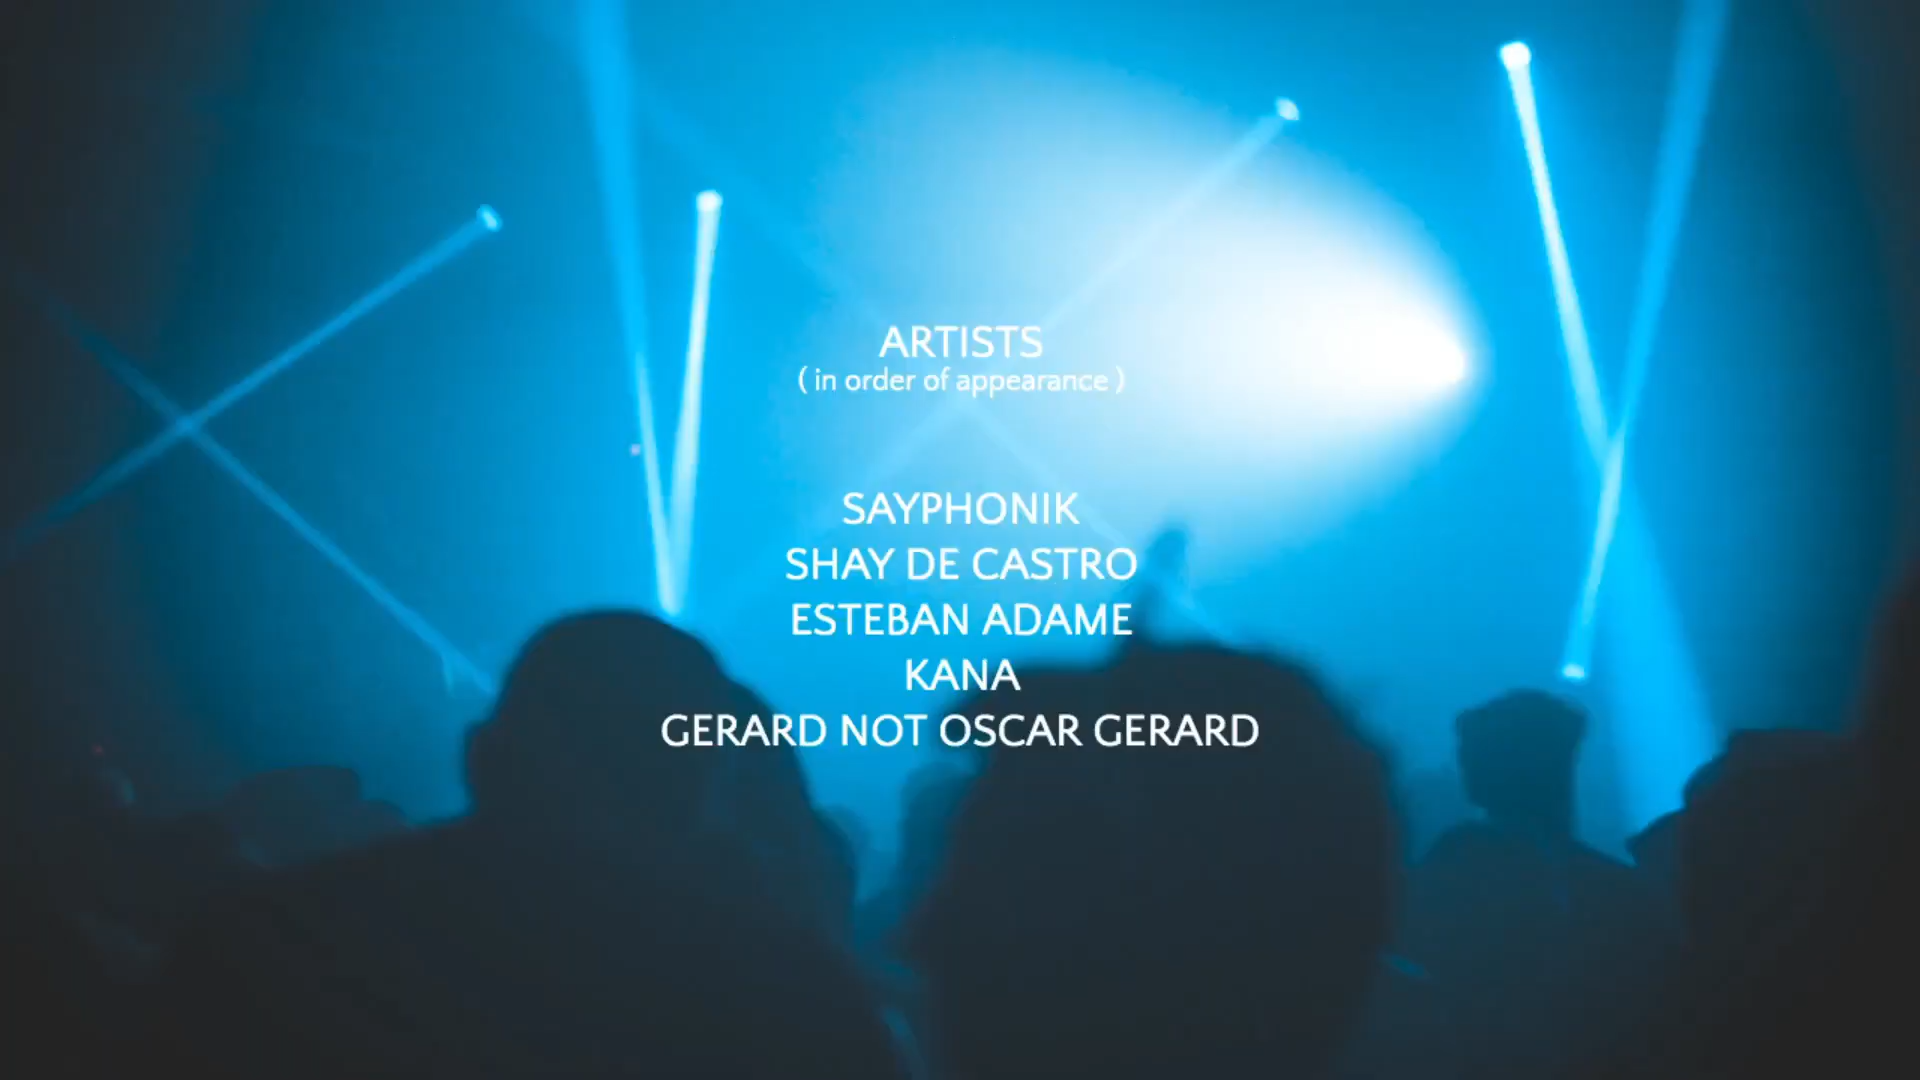 ARTISTS
( in order of appearance )
SAYPHONIK
SHAY DE CASTRO
ESTEBAN ADAME
KANA
GERARD NOT OSCAR GERARD